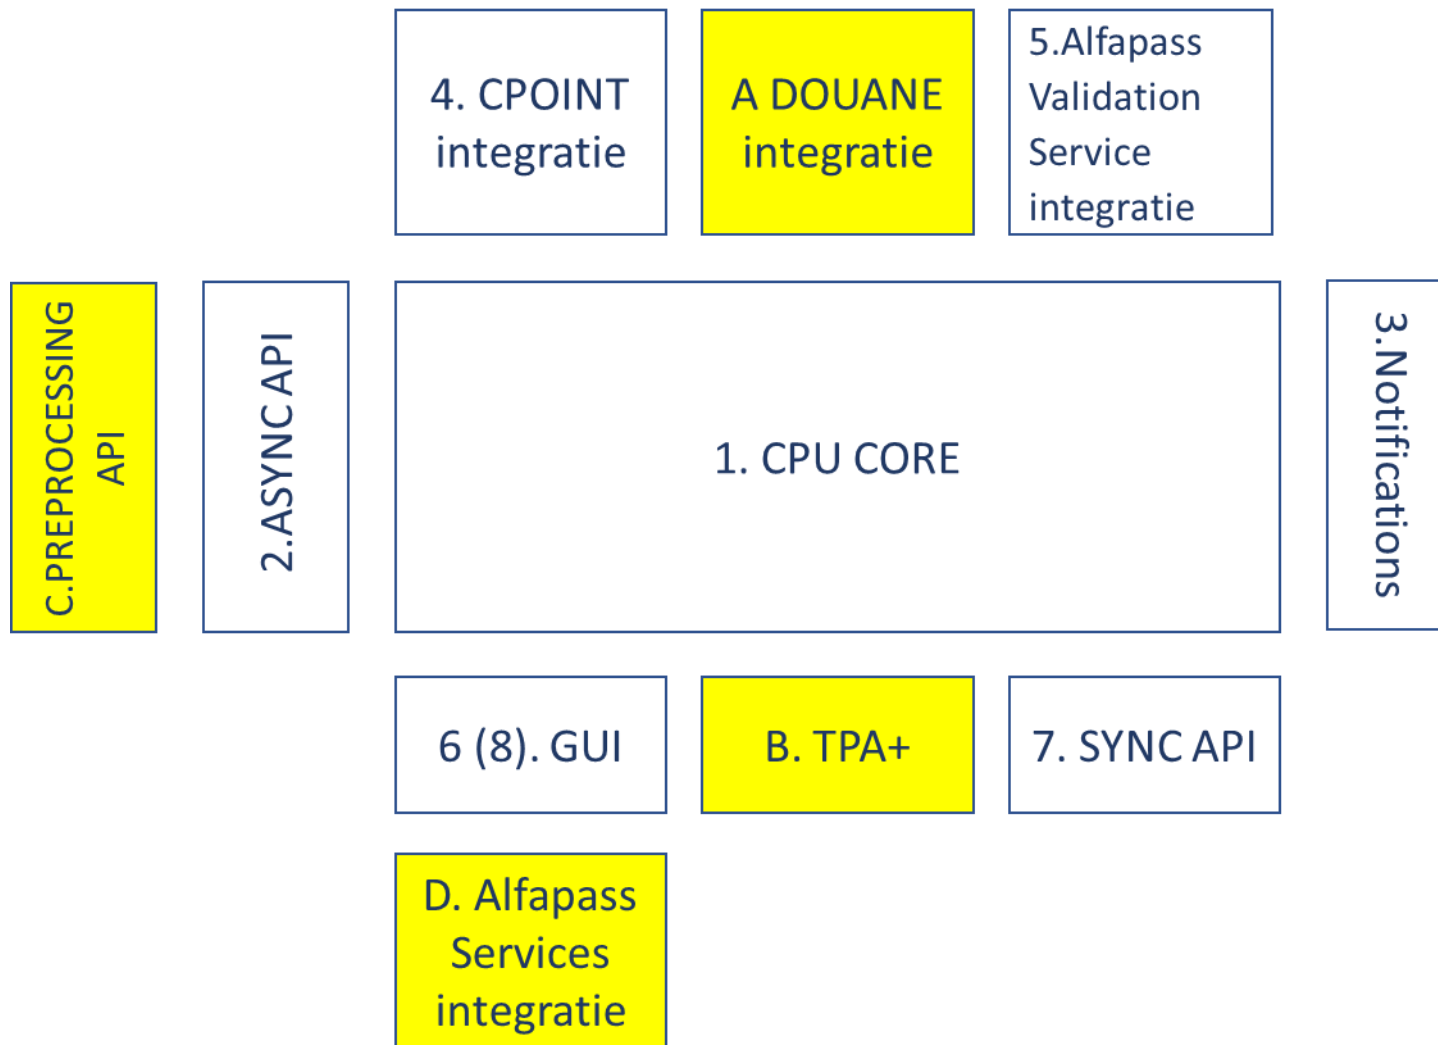 4. CPOINT
integratie
A DOUANE
integratie
5.Alfapass
Validation
Service
integratie
C.PREPROCESSING
API
2.ASYNC API
1. CPU CORE
3.Notifications
6 (8). GUI
B. TPA+
7. SYNC API
D. Alfapass
Services
integratie